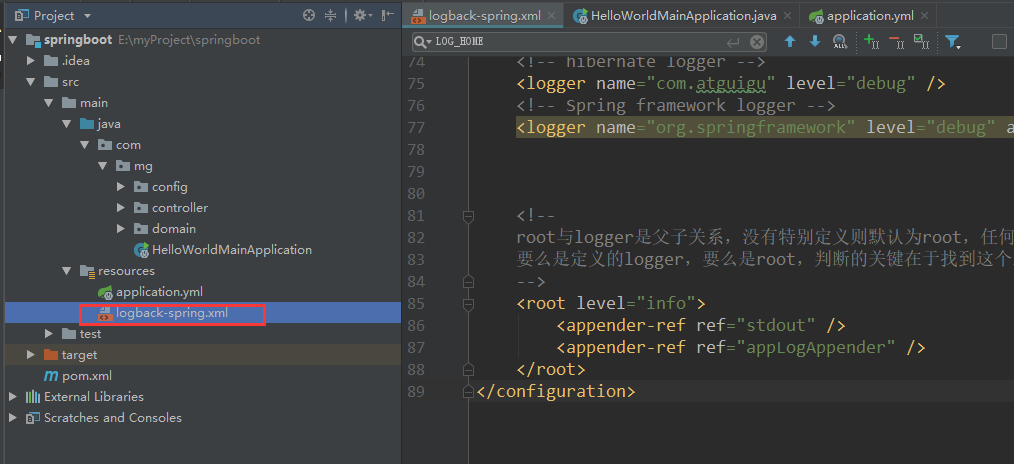 Project
springboot E:\myProject\springboot
.idea
src
main
java
com
mg
config
controller
domain
HelloWorldMainApplication
resources
application.yml
logback-spring.xml
test
target
pom.xml
External Libraries
Scratches and Consoles
logback-spring.xml
HelloWorldMainApplication.java
application.yml
LOG_HOME
74 <!-- hibernate logger -->
75 <logger name="com.atguigu" level="debug" />
76 <!-- Spring framework logger -->
77 <logger name="org.springframework" level="debug" a
78
79
80
81 <!--
82 root与logger是父子关系，没有特别定义则默认为root，任何
83 要么是定义的logger，要么是root，判断的关键在于找到这个
84 -->
85 <root level="info">
86 <appender-ref ref="stdout" />
87 <appender-ref ref="appLogAppender" />
88 </root>
89 </configuration>